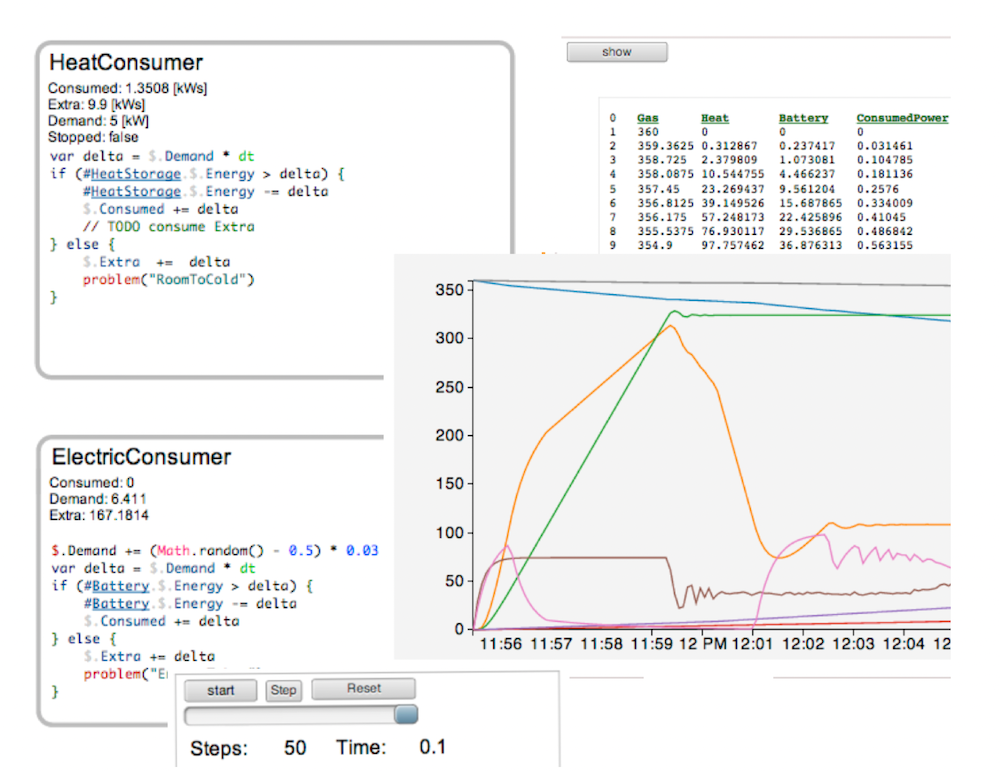 HeatConsumer
Consumed: 1.3508 [kWs]
Extra: 9.9 [kWs]
Demand: 5 [kW]
Stopped: false
var delta = $.Demand * dt
if (#HeatStorage.$.Energy > delta) {
#HeatStorage.$.Energy -= delta
$.Consumed += delta
// TODO consume Extra
} else {
$.Extra += delta
problem("RoomToCold")
}
show
0 Gas Heat Battery ConsumedPower
1 360 0 0 0
2 359.3625 0.312867 0.237417 0.031461
3 358.725 2.379809 1.073081 0.104785
4 358.0875 10.544755 4.466237 0.181136
5 357.45 23.269437 9.561204 0.2576
6 356.8125 39.149526 15.687865 0.334009
7 356.175 57.248173 22.425896 0.41045
8 355.5375 76.930117 29.536865 0.486842
9 354.9 97.757462 36.876313 0.563155
350
300
250
200
150
100
50
0
11:56 11:57 11:58 11:59 12 PM 12:01 12:02 12:03 12:04 12
ElectricConsumer
Consumed: 0
Demand: 6.411
Extra: 167.1814
$.Demand += (Math.random() - 0.5) * 0.03
var delta = $.Demand * dt
if (#Battery.$.Energy > delta) {
#Battery.$.Energy -= delta
$.Consumed += delta
} else {
$.Extra += delta
problem("E
}
start Step Reset
Steps: 50 Time: 0.1